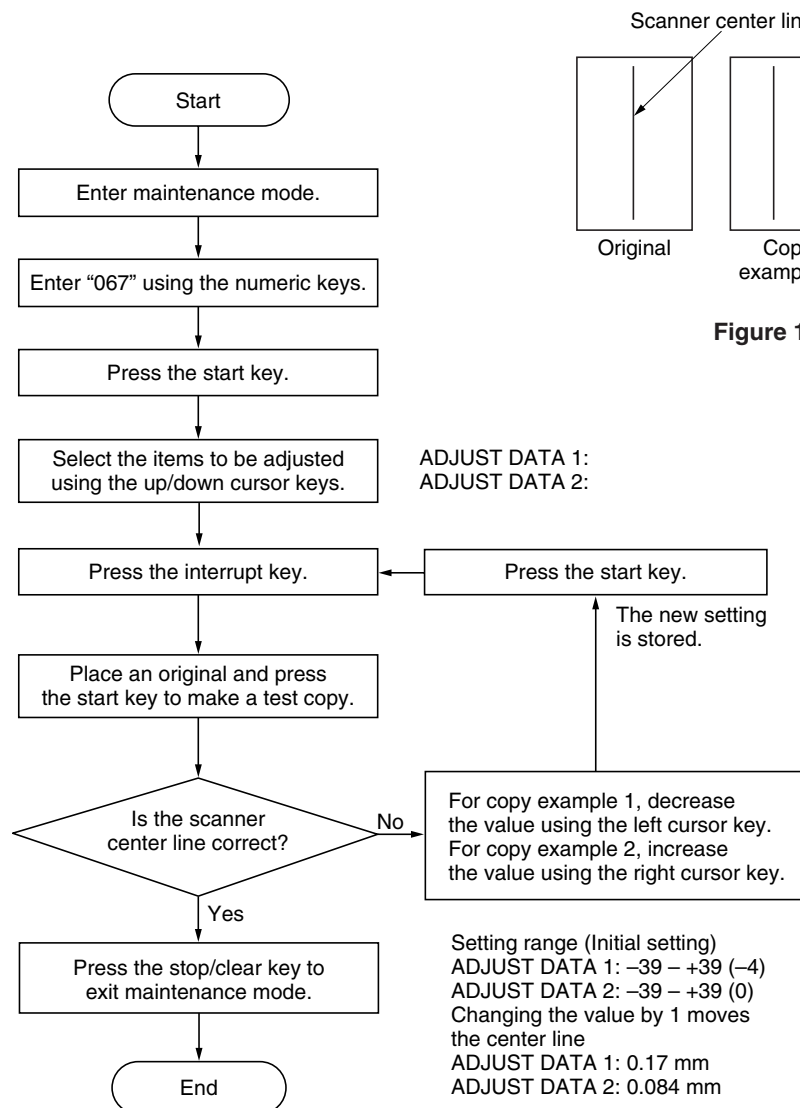 Scanner center
Start
Enter maintenance mode.
Enter “067” using the numeric keys.
Press the start key.
Select the items to be adjusted
using the up/down cursor keys.
ADJUST DATA 1:
ADJUST DATA 2:
Press the interrupt key.
Press the start key.
The new setting
is stored.
Place an original and press
the start key to make a test copy.
Is the scanner
center line correct?
No
For copy example 1, decrease
the value using the left cursor key.
For copy example 2, increase
the value using the right cursor key.
Yes
Press the stop/clear key to
exit maintenance mode.
End
Setting range (Initial setting)
ADJUST DATA 1: –39 – +39 (–4)
ADJUST DATA 2: –39 – +39 (0)
Changing the value by 1 moves
the center line
ADJUST DATA 1: 0.17 mm
ADJUST DATA 2: 0.084 mm
Original
Figure 1